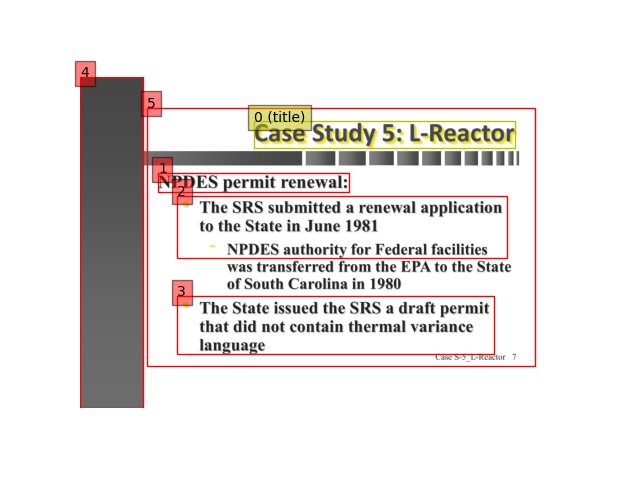 4
5
0 (title)
Case Study 5: L-Reactor
1
NPDES permit renewal:
2
The SRS submitted a renewal application
to the State in June 1981
NPDES authority for Federal facilities
was transferred from the EPA to the State
of South Carolina in 1980
3
The State issued the SRS a draft permit
that did not contain thermal variance
language
Case S-5_L-Reactor 7